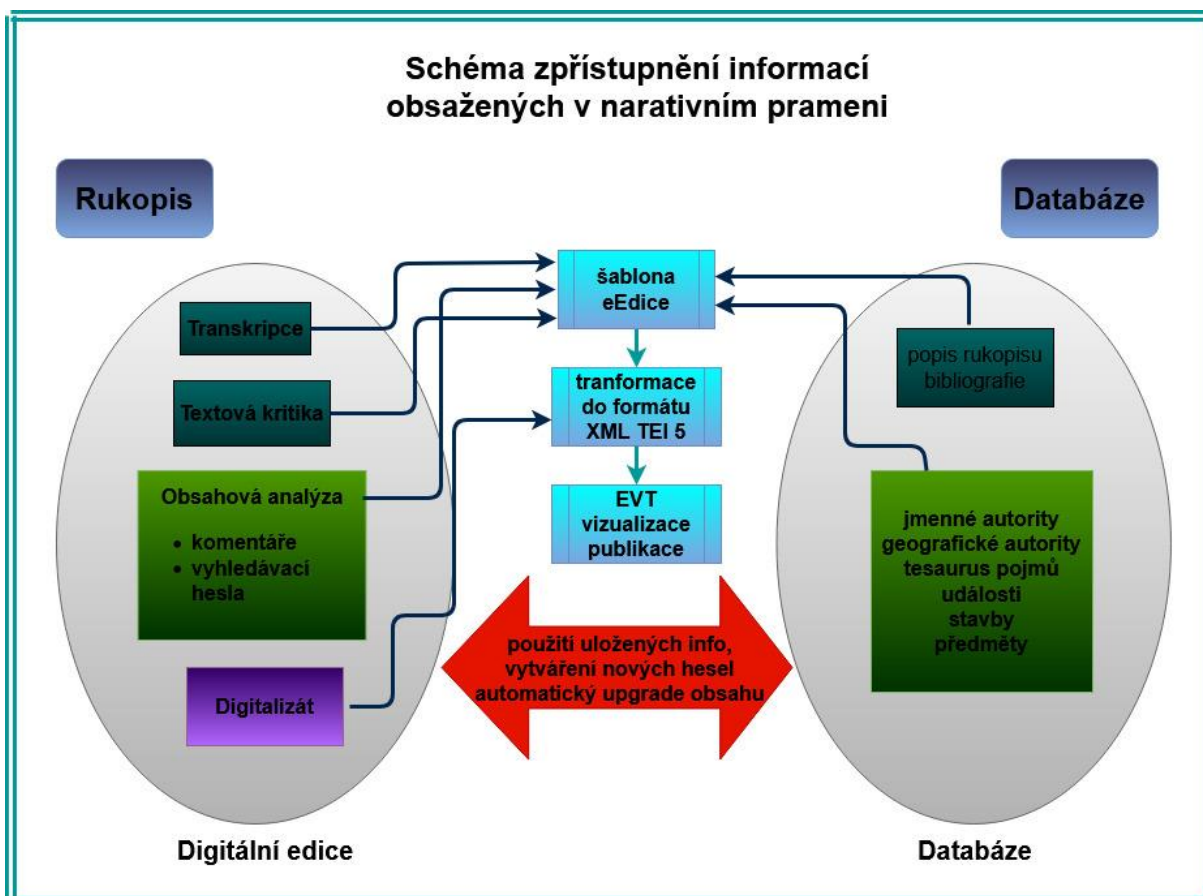 Schéma zpřístupnění informací
obsažených v narativním prameni
Rukopis
Databáze
Transkripce
Textová kritika
Obsahová analýza
• komentáře
• vyhledávací
hesla
Digitalizát
Digitální edice
šablona
eEdice
tranformace
do formátu
XML TEI 5
EVT
vizualizace
publikace
použití uložených info,
vytváření nových hesel
automatický upgrade obsahu
popis rukopisu
bibliografie
jmenné autority
geografické autority
tesaurus pojmů
události
stavby
předměty
Databáze